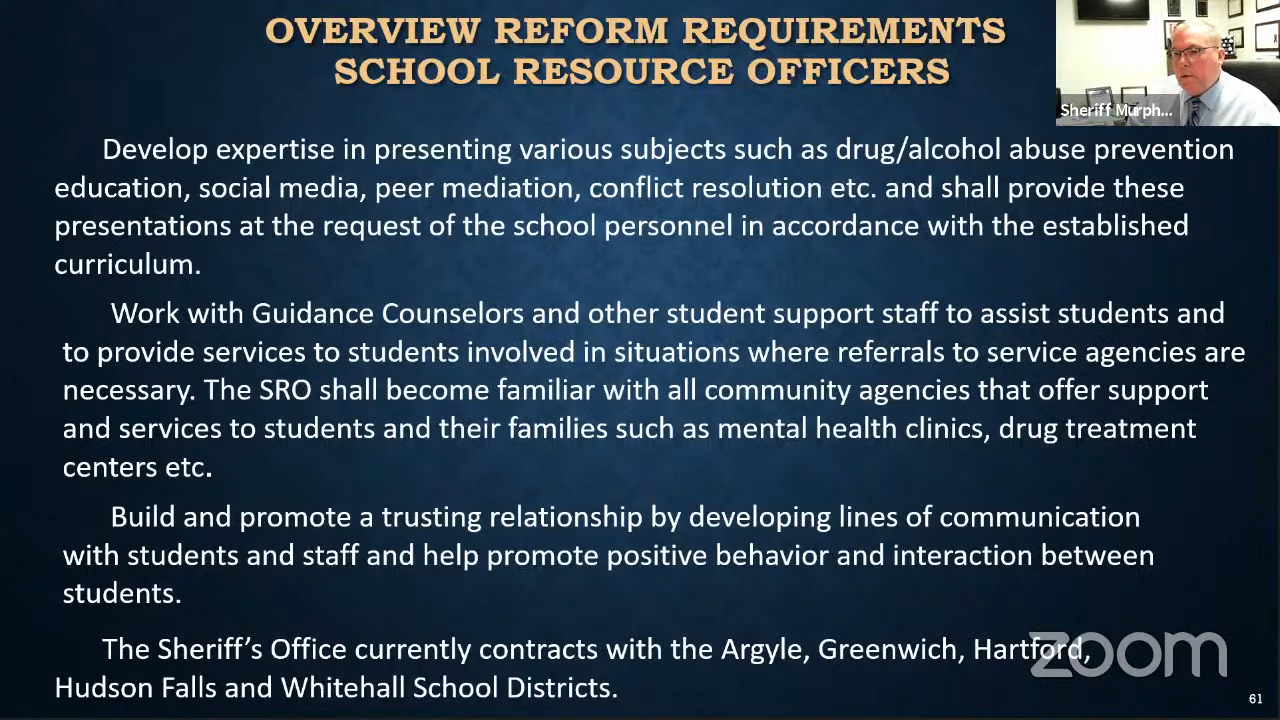 OVERVIEW REFORM REQUIREMENTS
SCHOOL RESOURCE OFFICERS
Sheriff Murph...
Develop expertise in presenting various subjects such as drug/alcohol abuse prevention
education, social media, peer mediation, conflict resolution etc. and shall provide these
presentations at the request of the school personnel in accordance with the established
curriculum.
Work with Guidance Counselors and other student support staff to assist students and
to provide services to students involved in situations where referrals to service agencies are
necessary. The SRO shall become familiar with all community agencies that offer support
and services to students and their families such as mental health clinics, drug treatment
centers etc.
Build and promote a trusting relationship by developing lines of communication
with students and staff and help promote positive behavior and interaction between
students.
The Sheriff’s Office currently contracts with the Argyle, Greenwich, Hartford,
Hudson Falls and Whitehall School Districts.
zoom
61